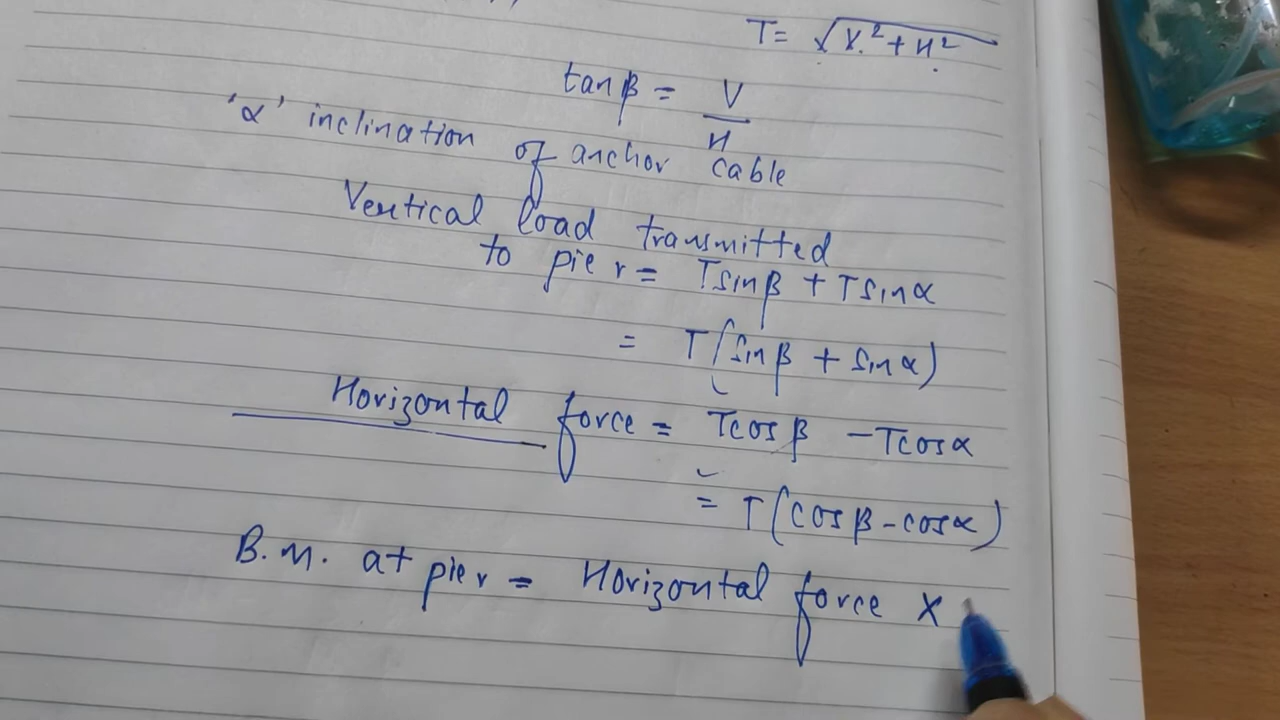 T = √V² + H²
tan β = V/H
'α' inclination of anchor cable
Vertical load transmitted
to pier = T sin β + T sin α
= T(sin β + sin α)
Horizontal force = T cos β - T cos α
= T(cos β - cos α)
B.M. at pier = Horizontal force X